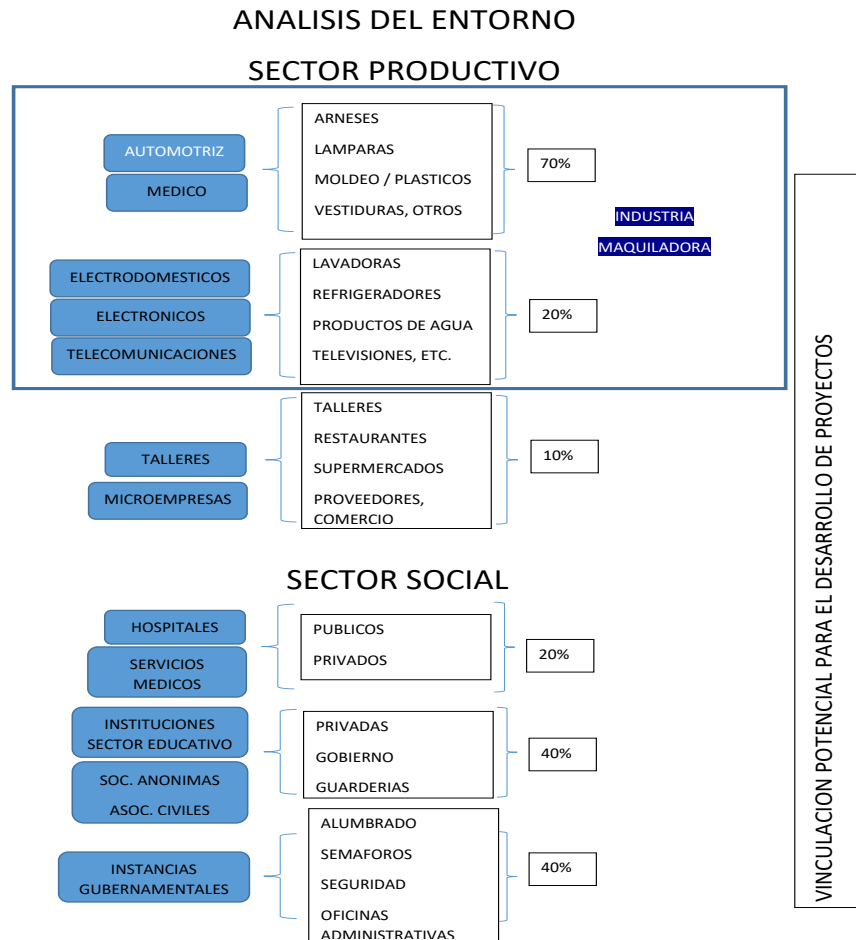 ANALISIS DEL ENTORNO
SECTOR PRODUCTIVO
AUTOMOTRIZ
MEDICO
ARNESES
LAMPARAS
MOLDEO / PLASTICOS
VESTIDURAS, OTROS
70%
INDUSTRIA
MAQUILADORA
ELECTRODOMESTICOS
ELECTRONICOS
TELECOMUNICACIONES
LAVADORAS
REFRIGERADORES
PRODUCTOS DE AGUA
TELEVISIONES, ETC.
20%
TALLERES
MICROEMPRESAS
TALLERES
RESTAURANTES
SUPERMERCADOS
PROVEEDORES,
COMERCIO
10%
SECTOR SOCIAL
HOSPITALES
SERVICIOS
MEDICOS
PUBLICOS
PRIVADOS
20%
INSTITUCIONES
SECTOR EDUCATIVO
SOC. ANONIMAS
ASOC. CIVILES
PRIVADAS
GOBIERNO
GUARDERIAS
40%
INSTANCIAS
GUBERNAMENTALES
ALUMBRADO
SEMAFOROS
SEGURIDAD
OFICINAS
ADMINISTRATIVAS
40%
VINCULACION POTENCIAL PARA EL DESARROLLO DE PROYECTOS